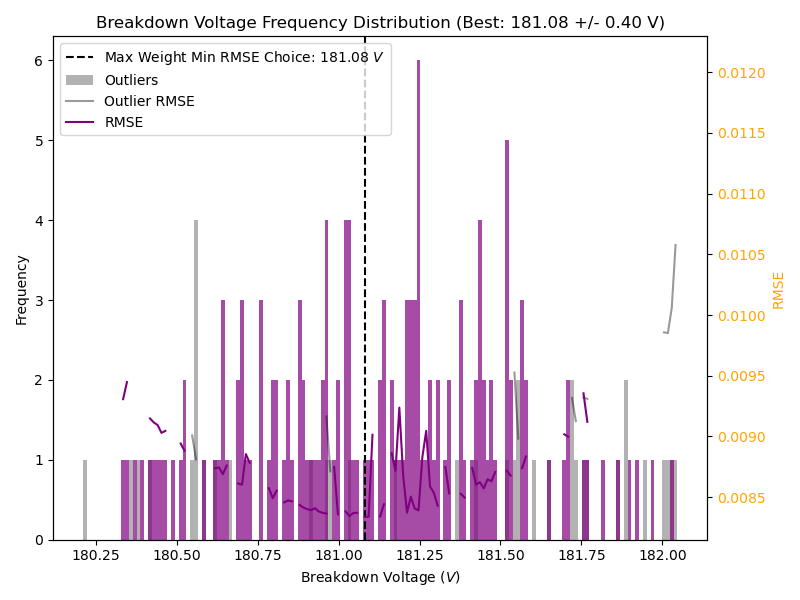 Breakdown Voltage Frequency Distribution (Best: 181.08 +/- 0.40 V)
Max Weight Min RMSE Choice: 181.08 V
Outliers
Outlier RMSE
RMSE
Frequency
6
5
4
3
2
1
0
0.0120
0.0115
0.0110
0.0105
0.0100
0.0095
0.0090
0.0085
RMSE
180.25 180.50 180.75 181.00 181.25 181.50 181.75 182.00
Breakdown Voltage (V)